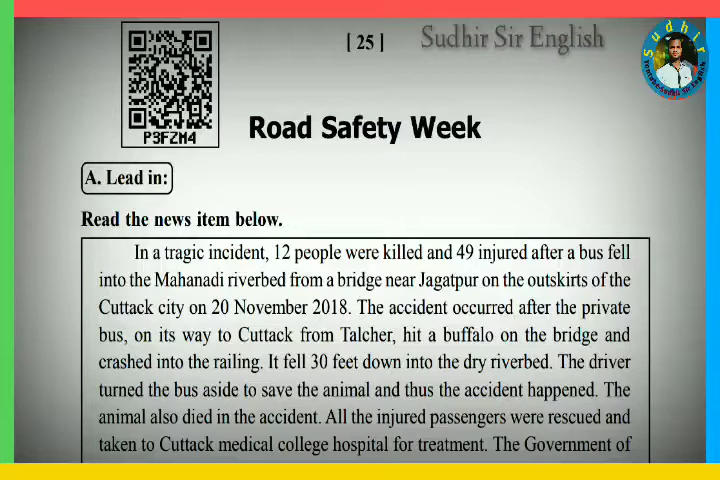 [ 25 ]
Sudhir Sir English
Sudhir
Youtube:Sudhir Sir English
P3FZM4
Road Safety Week
A. Lead in:
Read the news item below.
In a tragic incident, 12 people were killed and 49 injured after a bus fell
into the Mahanadi riverbed from a bridge near Jagatpur on the outskirts of the
Cuttack city on 20 November 2018. The accident occurred after the private
bus, on its way to Cuttack from Talcher, hit a buffalo on the bridge and
crashed into the railing. It fell 30 feet down into the dry riverbed. The driver
turned the bus aside to save the animal and thus the accident happened. The
animal also died in the accident. All the injured passengers were rescued and
taken to Cuttack medical college hospital for treatment. The Government of